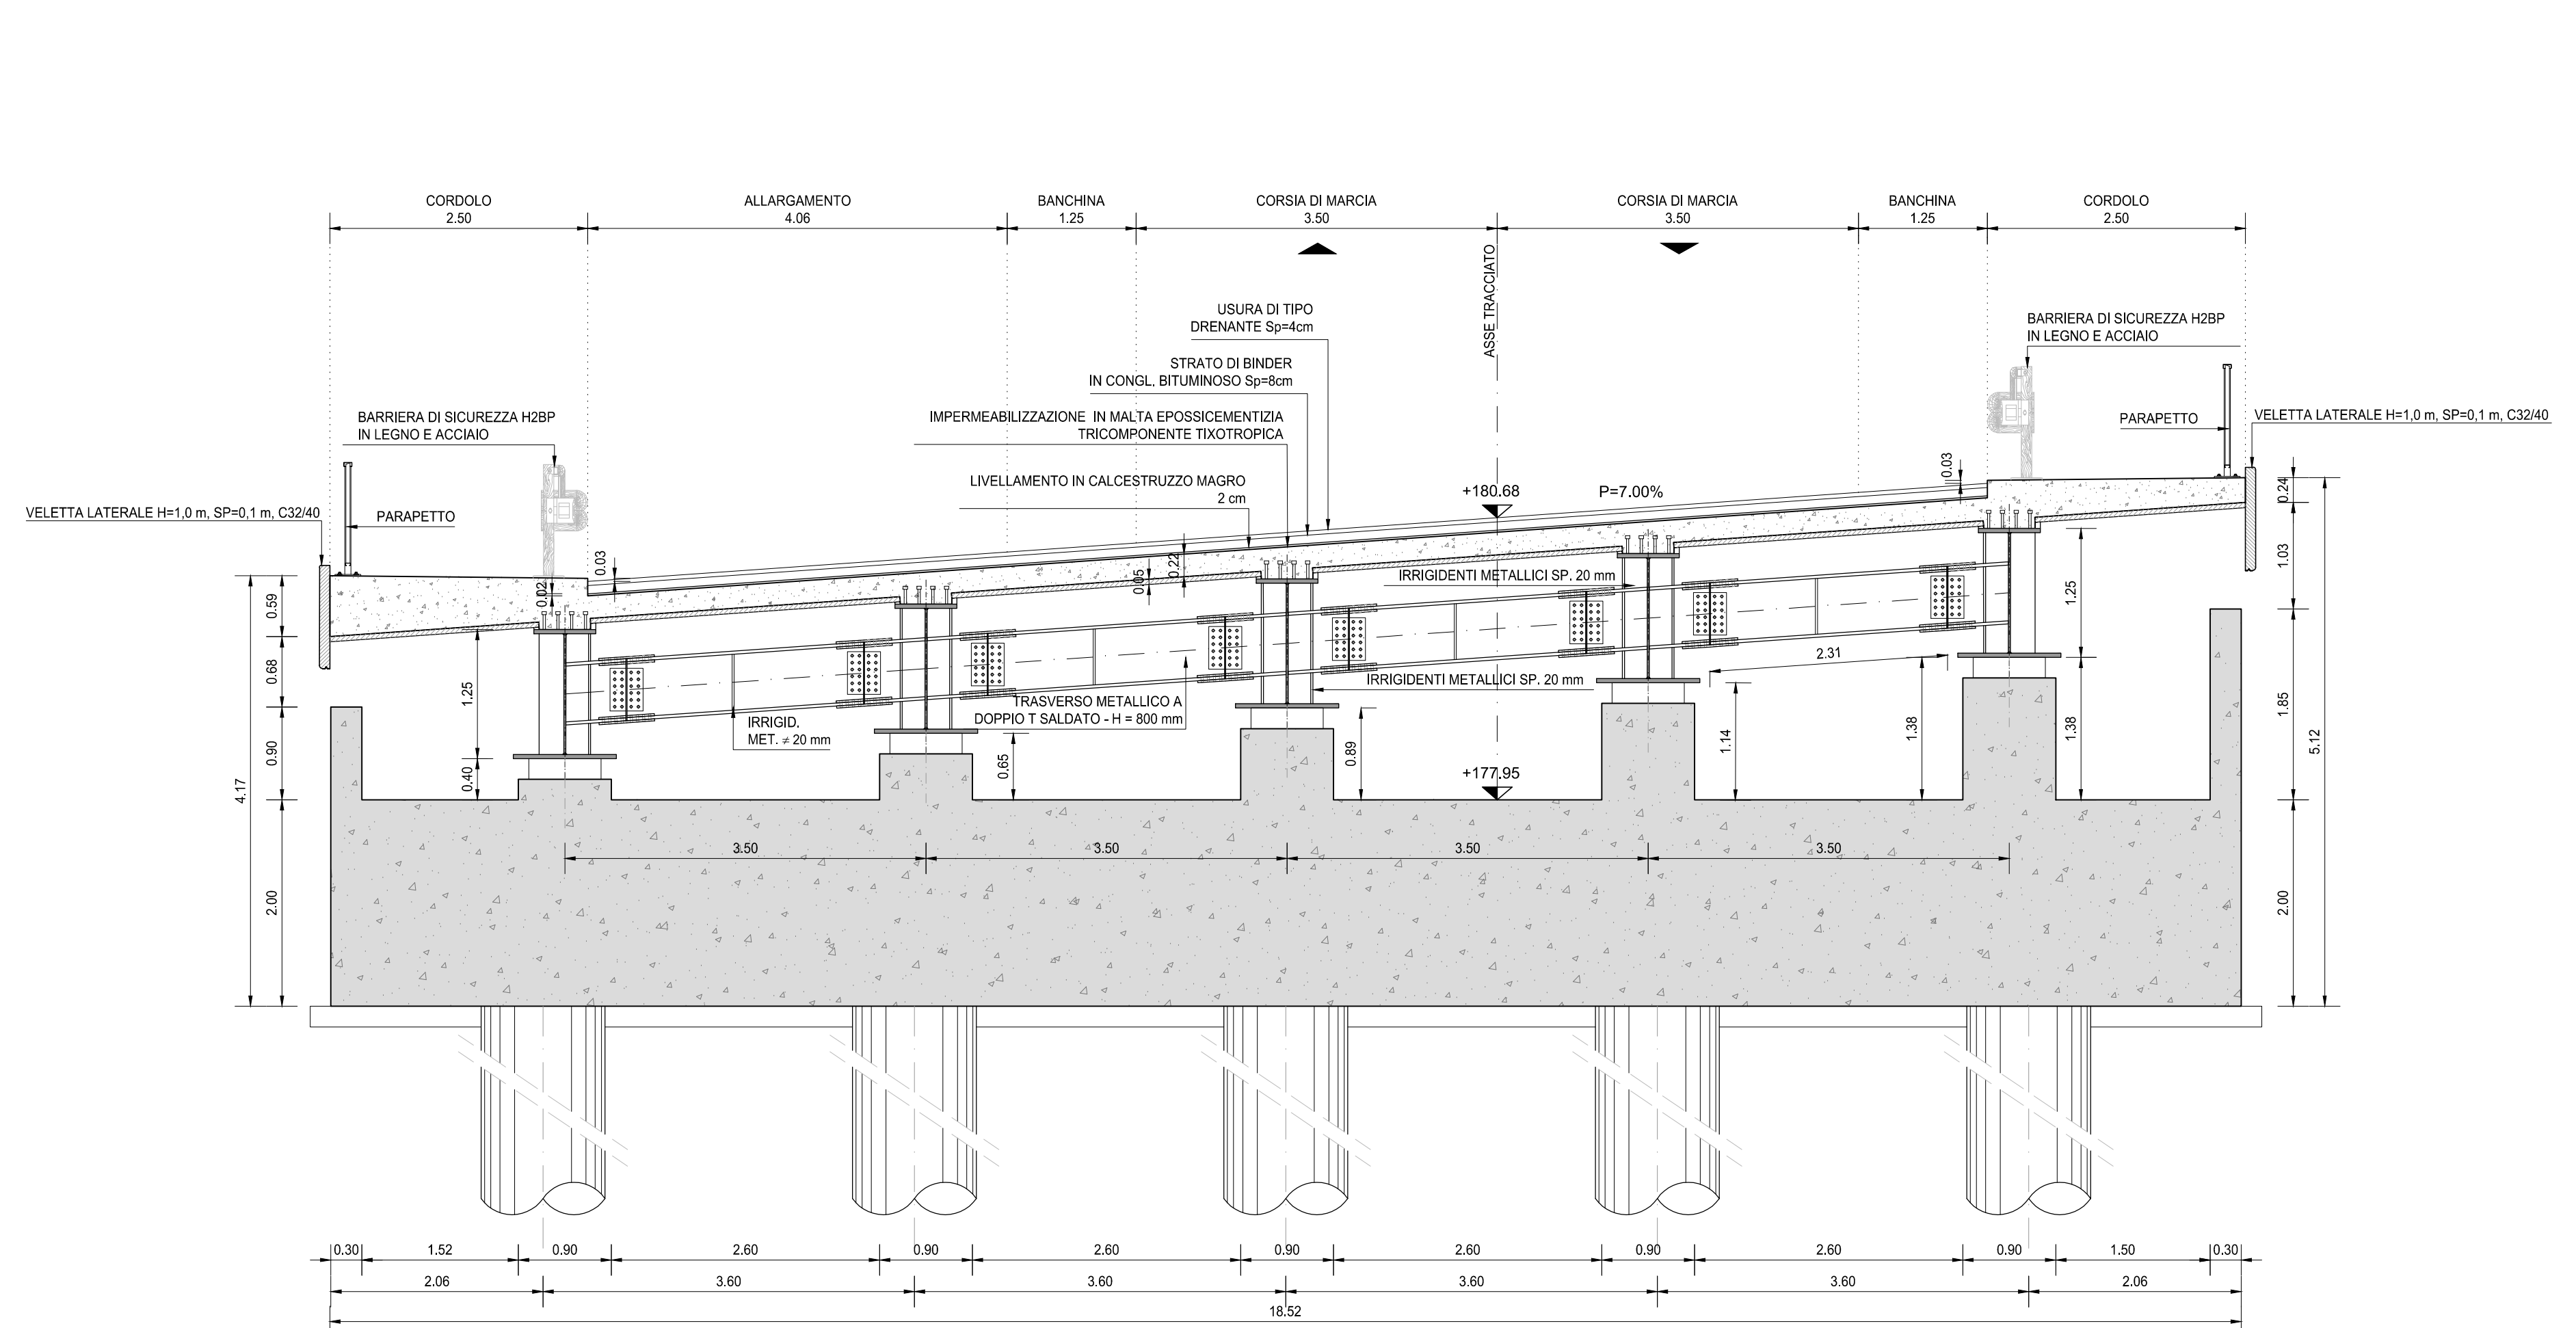 CORDOLO
2.50
ALLARGAMENTO
4.06
BANCHINA
1.25
CORSIA DI MARCIA
3.50
CORSIA DI MARCIA
3.50
BANCHINA
1.25
CORDOLO
2.50
ASSE TRACCIATO
USURA DI TIPO
DRENANTE Sp=4cm
STRATO DI BINDER
IN CONGL. BITUMINOSO Sp=8cm
IMPERMEABILIZZAZIONE IN MALTA EPOSSICEMENTIZIA
TRICOMPONENTE TIXOTROPICA
LIVELLAMENTO IN CALCESTRUZZO MAGRO
2 cm
BARRIERA DI SICUREZZA H2BP
IN LEGNO E ACCIAIO
VELETTA LATERALE H=1,0 m, SP=0,1 m, C32/40
PARAPETTO
BARRIERA DI SICUREZZA H2BP
IN LEGNO E ACCIAIO
PARAPETTO
VELETTA LATERALE H=1,0 m, SP=0,1 m, C32/40
+180.68
P=7.00%
0.03
0.03
0.02
0.05
0.22
0.24
1.03
1.85
2.00
5.12
0.59
0.68
0.90
2.00
4.17
1.25
0.40
IRRIGIDENTI METALLICI SP. 20 mm
IRRIGIDENTI METALLICI SP. 20 mm
TRASVERSO METALLICO A
DOPPIO T SALDATO - H = 800 mm
IRRIGID.
MET. ≠ 20 mm
0.65
0.89
+177.95
1.14
2.31
1.38
1.38
1.25
3.50
3.50
3.50
3.50
0.30
1.52
0.90
2.60
0.90
2.60
0.90
2.60
0.90
2.60
0.90
1.50
0.30
2.06
3.60
3.60
3.60
3.60
2.06
18.52